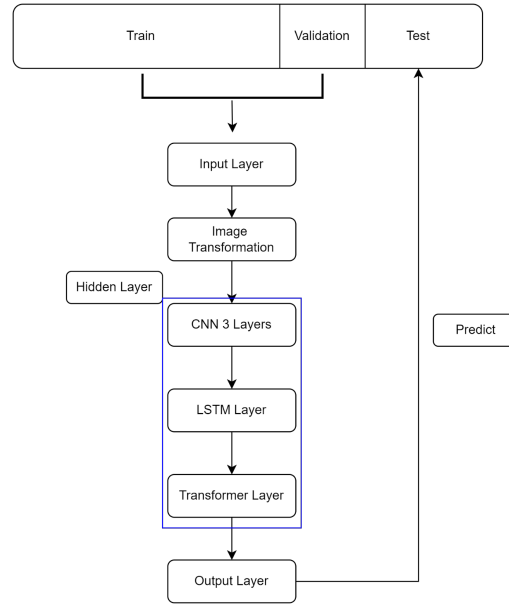 Train
Validation
Test
Input Layer
Image
Transformation
Hidden Layer
CNN 3 Layers
Predict
LSTM Layer
Transformer Layer
Output Layer